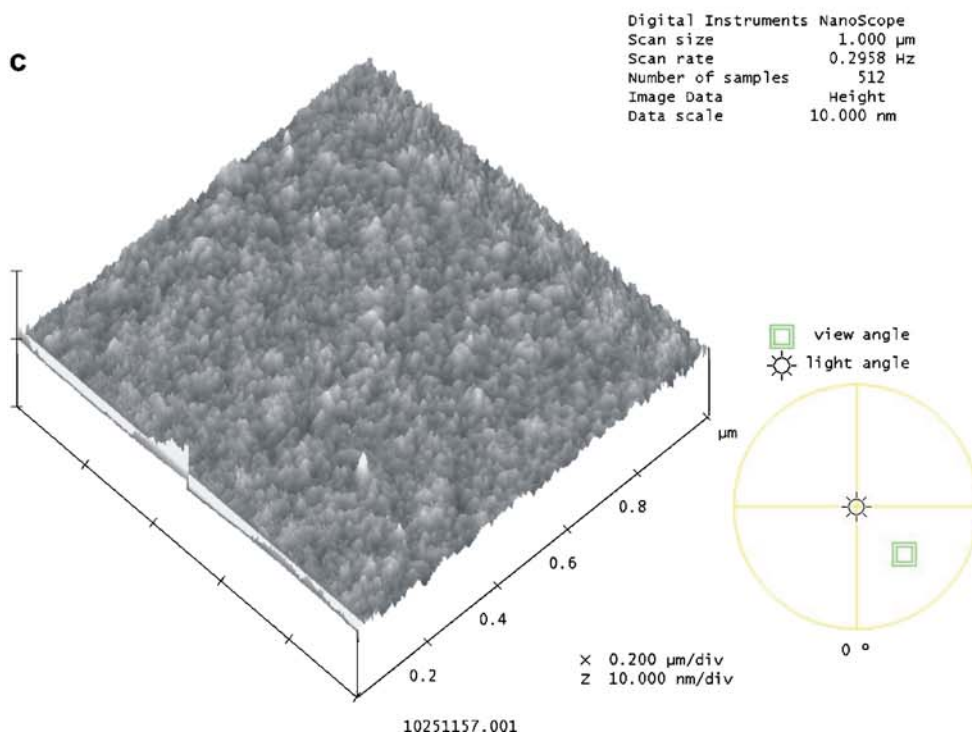 c
Digital Instruments NanoScope
Scan size 1.000 µm
Scan rate 0.2958 Hz
Number of samples 512
Image Data Height
Data scale 10.000 nm
view angle
light angle
µm
0.8
0.6
0.4
0.2
0 º
X 0.200 µm/div
Z 10.000 nm/div
10251157.001